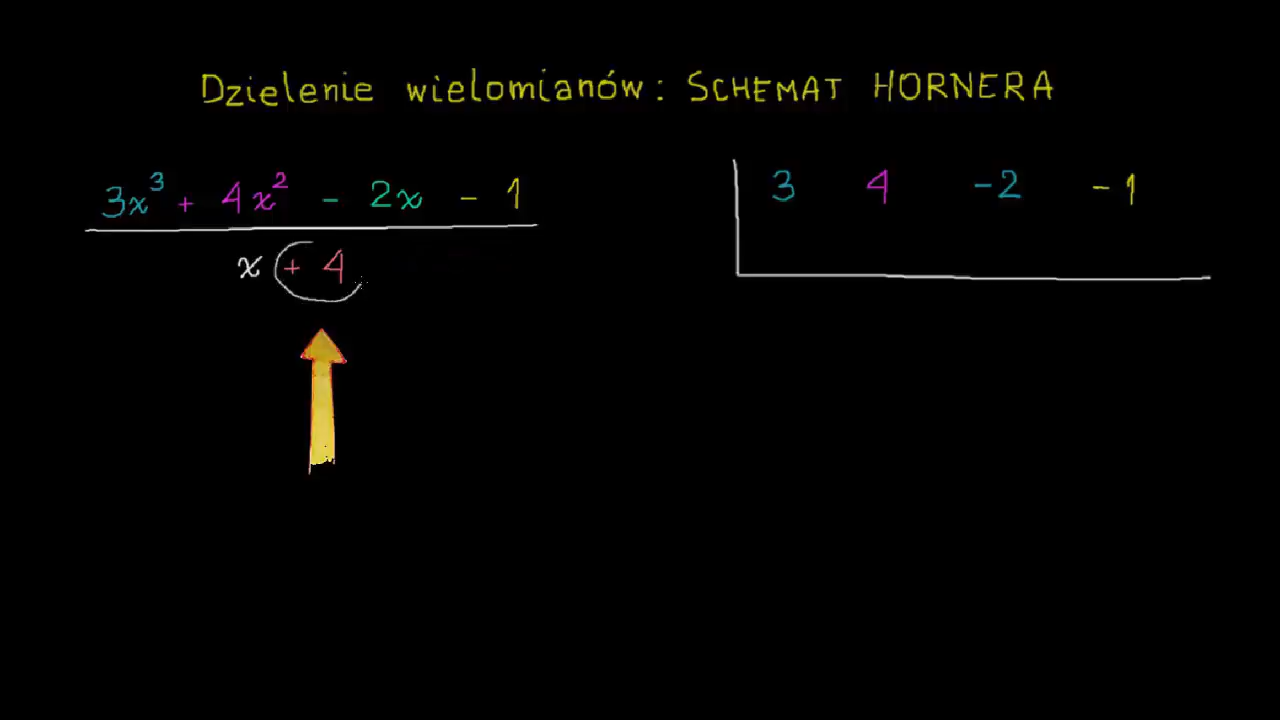 Dzielenie wielomianów: SCHEMAT HORNERA
3x³ + 4x² - 2x - 1
x + 4
3 4 -2 -1